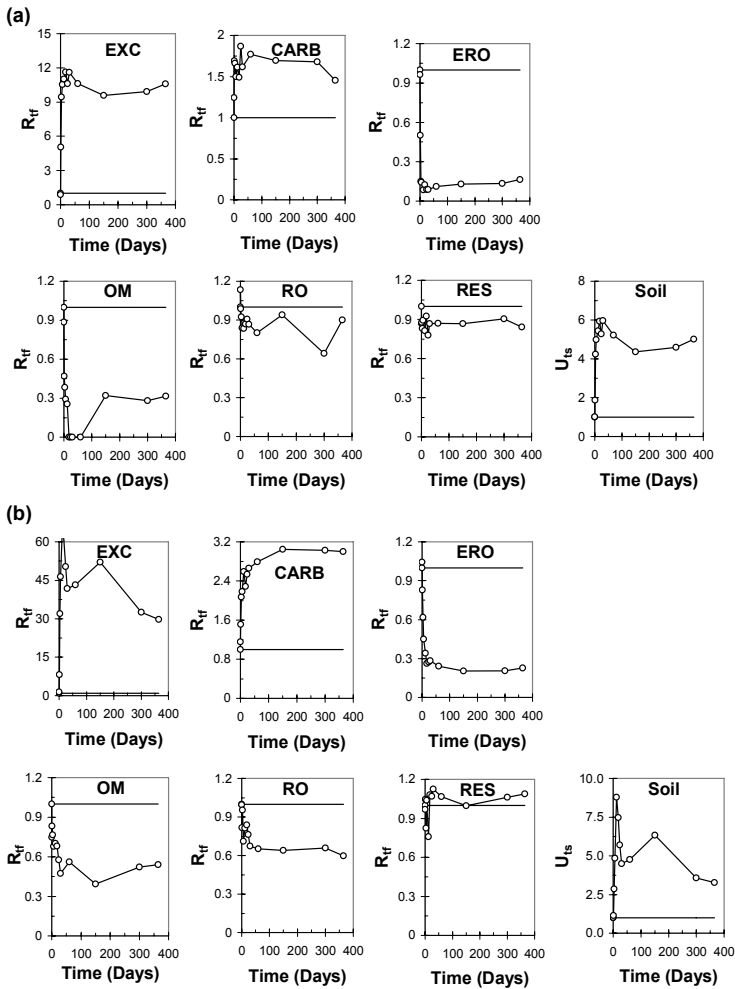 (a)
EXC
15
12
9
6
3
0
R_tf
0 100 200 300 400
Time (Days)
CARB
2
1.5
1
0.5
0
R_tf
0 100 200 300 400
Time (Days)
ERO
1.2
0.9
0.6
0.3
0
R_tf
0 100 200 300 400
Time (Days)
OM
1.2
0.9
0.6
0.3
0
R_tf
0 100 200 300 400
Time (Days)
RO
1.2
0.9
0.6
0.3
0
R_tf
0 100 200 300 400
Time (Days)
RES
1.2
0.9
0.6
0.3
0
R_tf
0 100 200 300 400
Time (Days)
Soil
8
6
4
2
0
U_ts
0 100 200 300 400
Time (Days)
(b)
EXC
60
45
30
15
0
R_tf
0 100 200 300 400
Time (Days)
CARB
3.2
2.4
1.6
0.8
0
R_tf
0 100 200 300 400
Time (Days)
ERO
1.2
0.9
0.6
0.3
0
R_tf
0 100 200 300 400
Time (Days)
OM
1.2
0.9
0.6
0.3
0
R_tf
0 100 200 300 400
Time (Days)
RO
1.2
0.9
0.6
0.3
0
R_tf
0 100 200 300 400
Time (Days)
RES
1.2
0.9
0.6
0.3
0
R_tf
0 100 200 300 400
Time (Days)
Soil
10.0
7.5
5.0
2.5
0.0
U_ts
0 100 200 300 400
Time (Days)